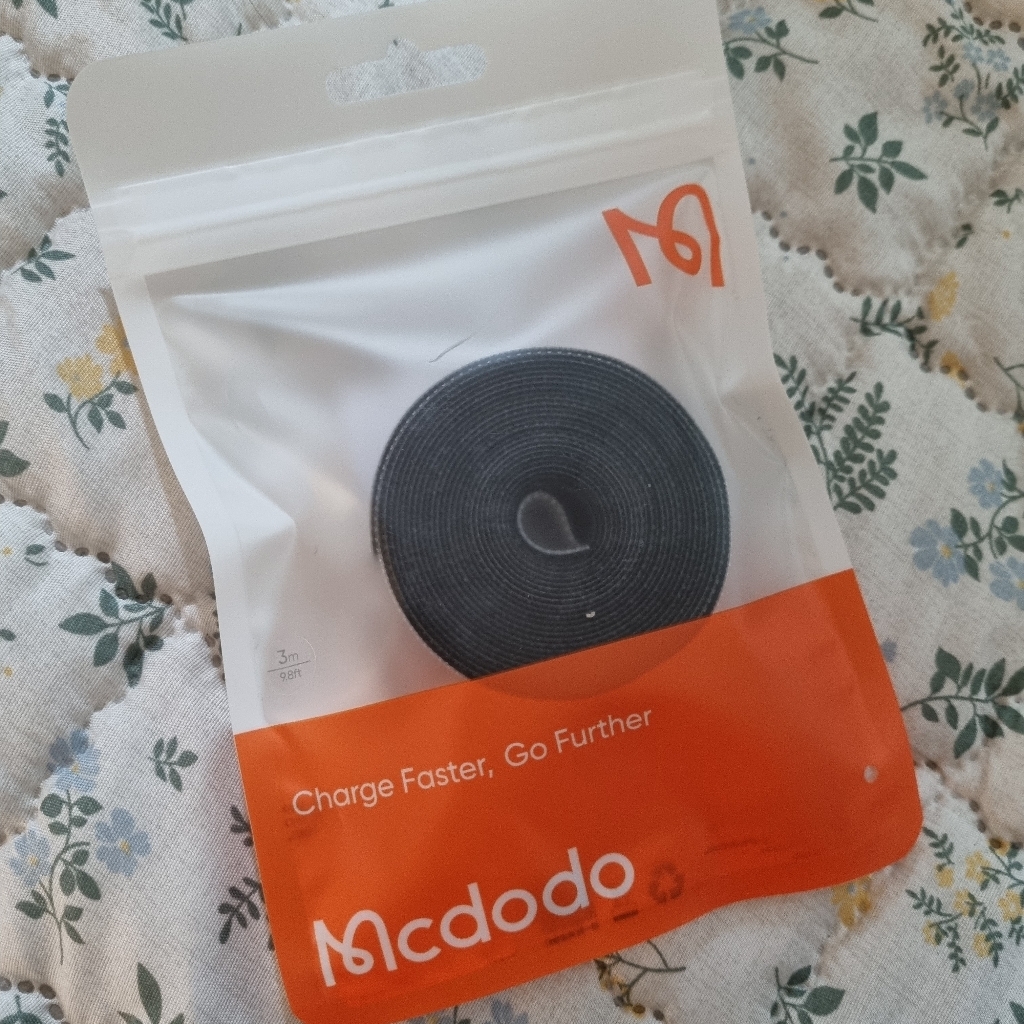 3m
9.8ft
Charge Faster, Go Further
Mcdodo